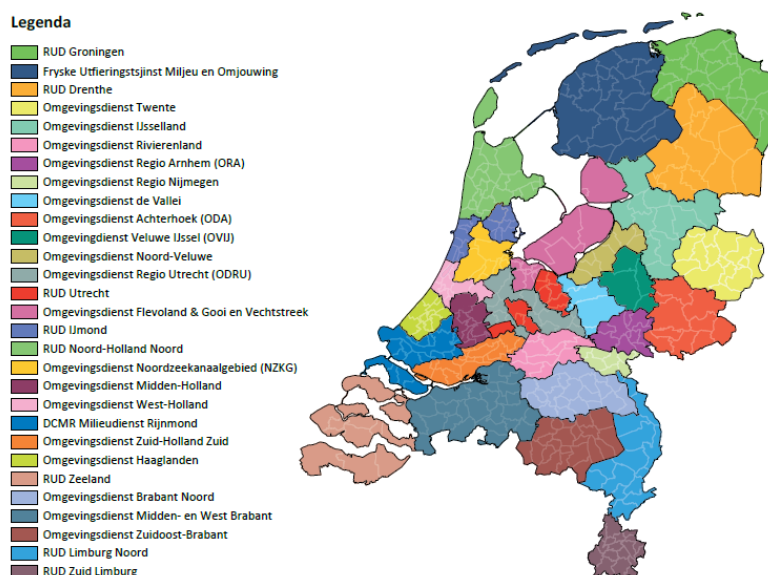 Legenda
RUD Groningen
Fryske Utfieringstsjinst Miljeu en Omjouwing
RUD Drenthe
Omgevingsdienst Twente
Omgevingsdienst IJsselland
Omgevingsdienst Rivierenland
Omgevingsdienst Regio Arnhem (ORA)
Omgevingsdienst Regio Nijmegen
Omgevingsdienst de Vallei
Omgevingsdienst Achterhoek (ODA)
Omgevingdienst Veluwe IJssel (OVIJ)
Omgevingsdienst Noord-Veluwe
Omgevingsdienst Regio Utrecht (ODRU)
RUD Utrecht
Omgevingsdienst Flevoland & Gooi en Vechtstreek
RUD IJmond
RUD Noord-Holland Noord
Omgevingsdienst Noordzeekanaalgebied (NZKG)
Omgevingsdienst Midden-Holland
Omgevingsdienst West-Holland
DCMR Milieudienst Rijnmond
Omgevingsdienst Zuid-Holland Zuid
Omgevingsdienst Haaglanden
RUD Zeeland
Omgevingsdienst Brabant Noord
Omgevingsdienst Midden- en West Brabant
Omgevingsdienst Zuidoost-Brabant
RUD Limburg Noord
RUD Zuid Limburg